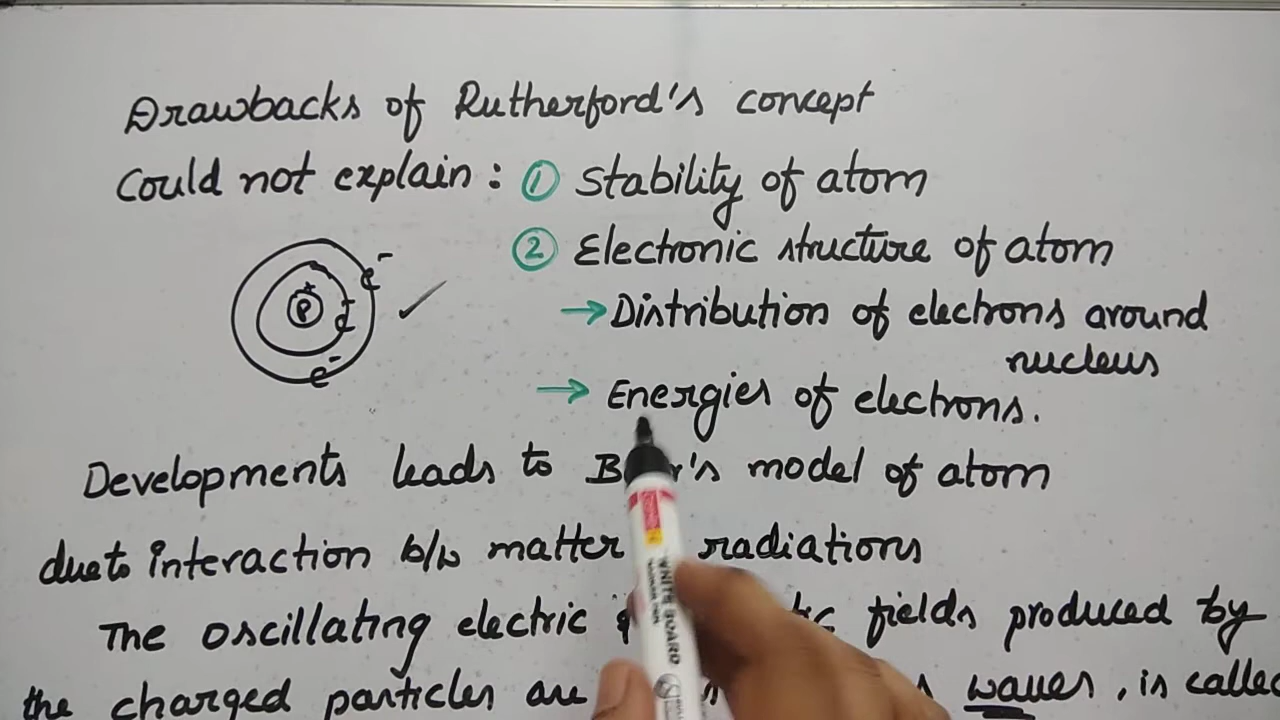 Drawbacks of Rutherford's concept
Could not explain : ① Stability of atom
② Electronic structure of atom
→ Distribution of electrons around
nucleus
→ Energies of electrons.
P +
e⁻
e⁻
Developments leads to model of atom
due to interaction b/w matter radiations
The oscillating electric fields produced by
the charged particles are waves, is called
WHITE BOARD